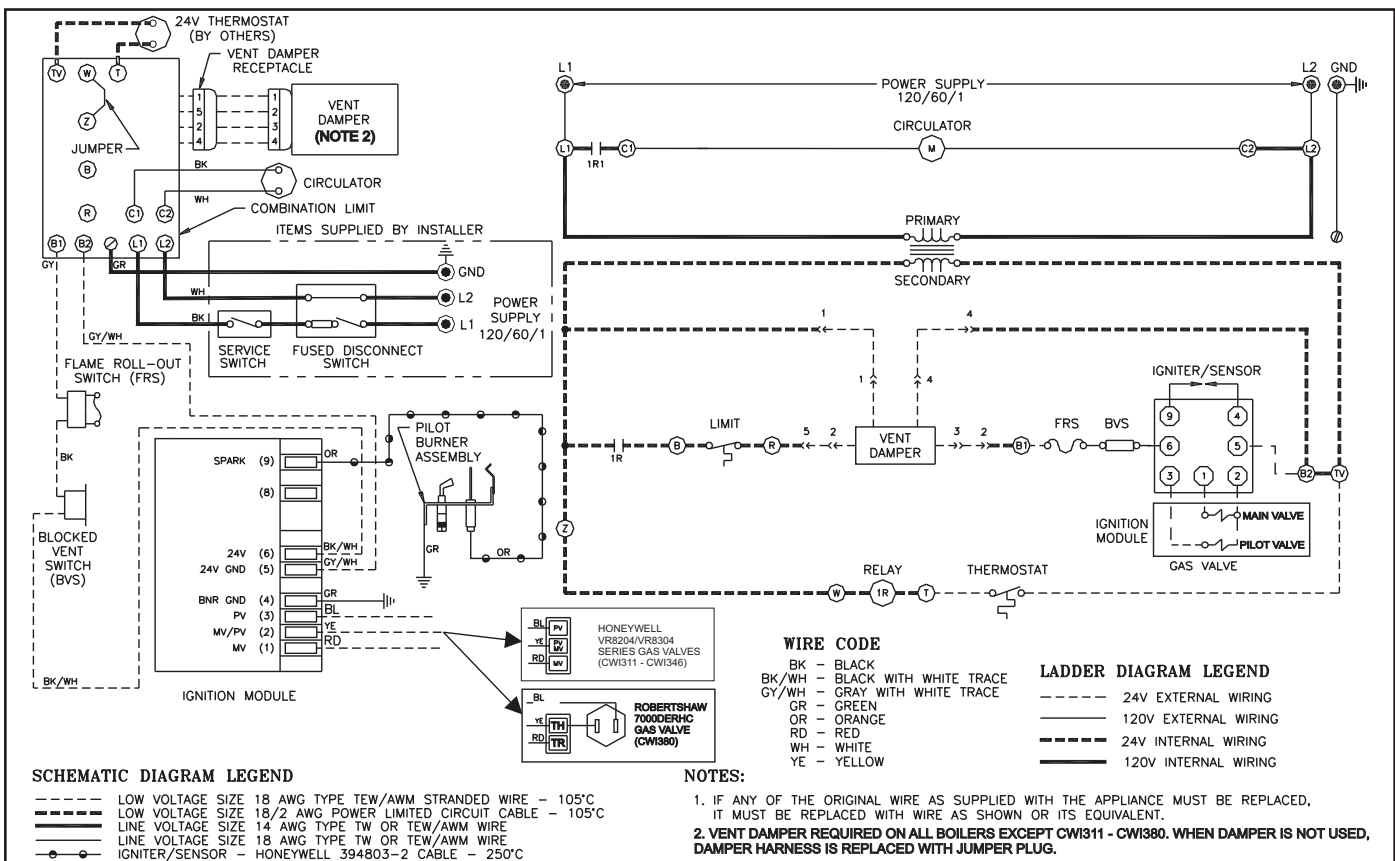 24V THERMOSTAT
(BY OTHERS)
TV
W
T
Z
JUMPER
B
R
C1
C2
B1
B2
L1
L2
VENT DAMPER
RECEPTACLE
1
5
2
4
1
2
3
4
VENT
DAMPER
(NOTE 2)
BK
WH
CIRCULATOR
COMBINATION LIMIT
ITEMS SUPPLIED BY INSTALLER
GY
GR
GND
WH
L2
POWER
SUPPLY
120/60/1
BK
L1
GY/WH
SERVICE
SWITCH
FUSED DISCONNECT
SWITCH
FLAME ROLL-OUT
SWITCH (FRS)
BK
BLOCKED
VENT
SWITCH
(BVS)
BK/WH
SPARK (9)
OR
(8)
24V (6)
BK/WH
24V GND (5)
GY/WH
BNR GND (4)
GR
PV (3)
BL
MV/PV (2)
YE
MV (1)
RD
IGNITION MODULE
PILOT
BURNER
ASSEMBLY
GR
OR
BL
PV
YE
PV
MV
RD
MV
HONEYWELL
VR8204/VR8304
SERIES GAS VALVES
(CWI311 - CWI346)
BL
YE
TH
RD
TR
ROBERTSHAW
7000DERHC
GAS VALVE
(CWI380)
L1
L2
GND
POWER SUPPLY
120/60/1
CIRCULATOR
L1
1R1
C1
M
C2
L2
PRIMARY
SECONDARY
1
4
1
4
1R
B
LIMIT
R
5
2
VENT
DAMPER
3
2
B1
FRS
BVS
IGNITER/SENSOR
9
4
6
5
3
1
2
B2
TV
IGNITION
MODULE
MAIN VALVE
PILOT VALVE
GAS VALVE
Z
W
RELAY
1R
T
THERMOSTAT
WIRE CODE
BK - BLACK
BK/WH - BLACK WITH WHITE TRACE
GY/WH - GRAY WITH WHITE TRACE
GR - GREEN
OR - ORANGE
RD - RED
WH - WHITE
YE - YELLOW
LADDER DIAGRAM LEGEND
24V EXTERNAL WIRING
120V EXTERNAL WIRING
24V INTERNAL WIRING
120V INTERNAL WIRING
SCHEMATIC DIAGRAM LEGEND
LOW VOLTAGE SIZE 18 AWG TYPE TEW/AWM STRANDED WIRE - 105°C
LOW VOLTAGE SIZE 18/2 AWG POWER LIMITED CIRCUIT CABLE - 105°C
LINE VOLTAGE SIZE 14 AWG TYPE TW OR TEW/AWM WIRE
LINE VOLTAGE SIZE 18 AWG TYPE TW OR TEW/AWM WIRE
IGNITER/SENSOR - HONEYWELL 394803-2 CABLE - 250°C
NOTES:
1. IF ANY OF THE ORIGINAL WIRE AS SUPPLIED WITH THE APPLIANCE MUST BE REPLACED,
IT MUST BE REPLACED WITH WIRE AS SHOWN OR ITS EQUIVALENT.
2. VENT DAMPER REQUIRED ON ALL BOILERS EXCEPT CWI311 - CWI380. WHEN DAMPER IS NOT USED,
DAMPER HARNESS IS REPLACED WITH JUMPER PLUG.